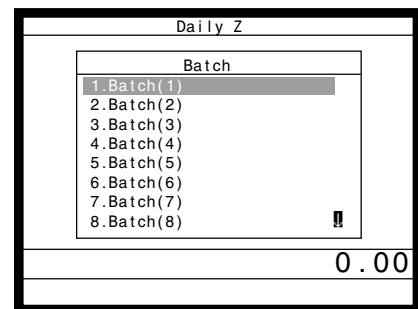 Daily Z
Batch
1.Batch(1)
2.Batch(2)
3.Batch(3)
4.Batch(4)
5.Batch(5)
6.Batch(6)
7.Batch(7)
8.Batch(8)
0.00